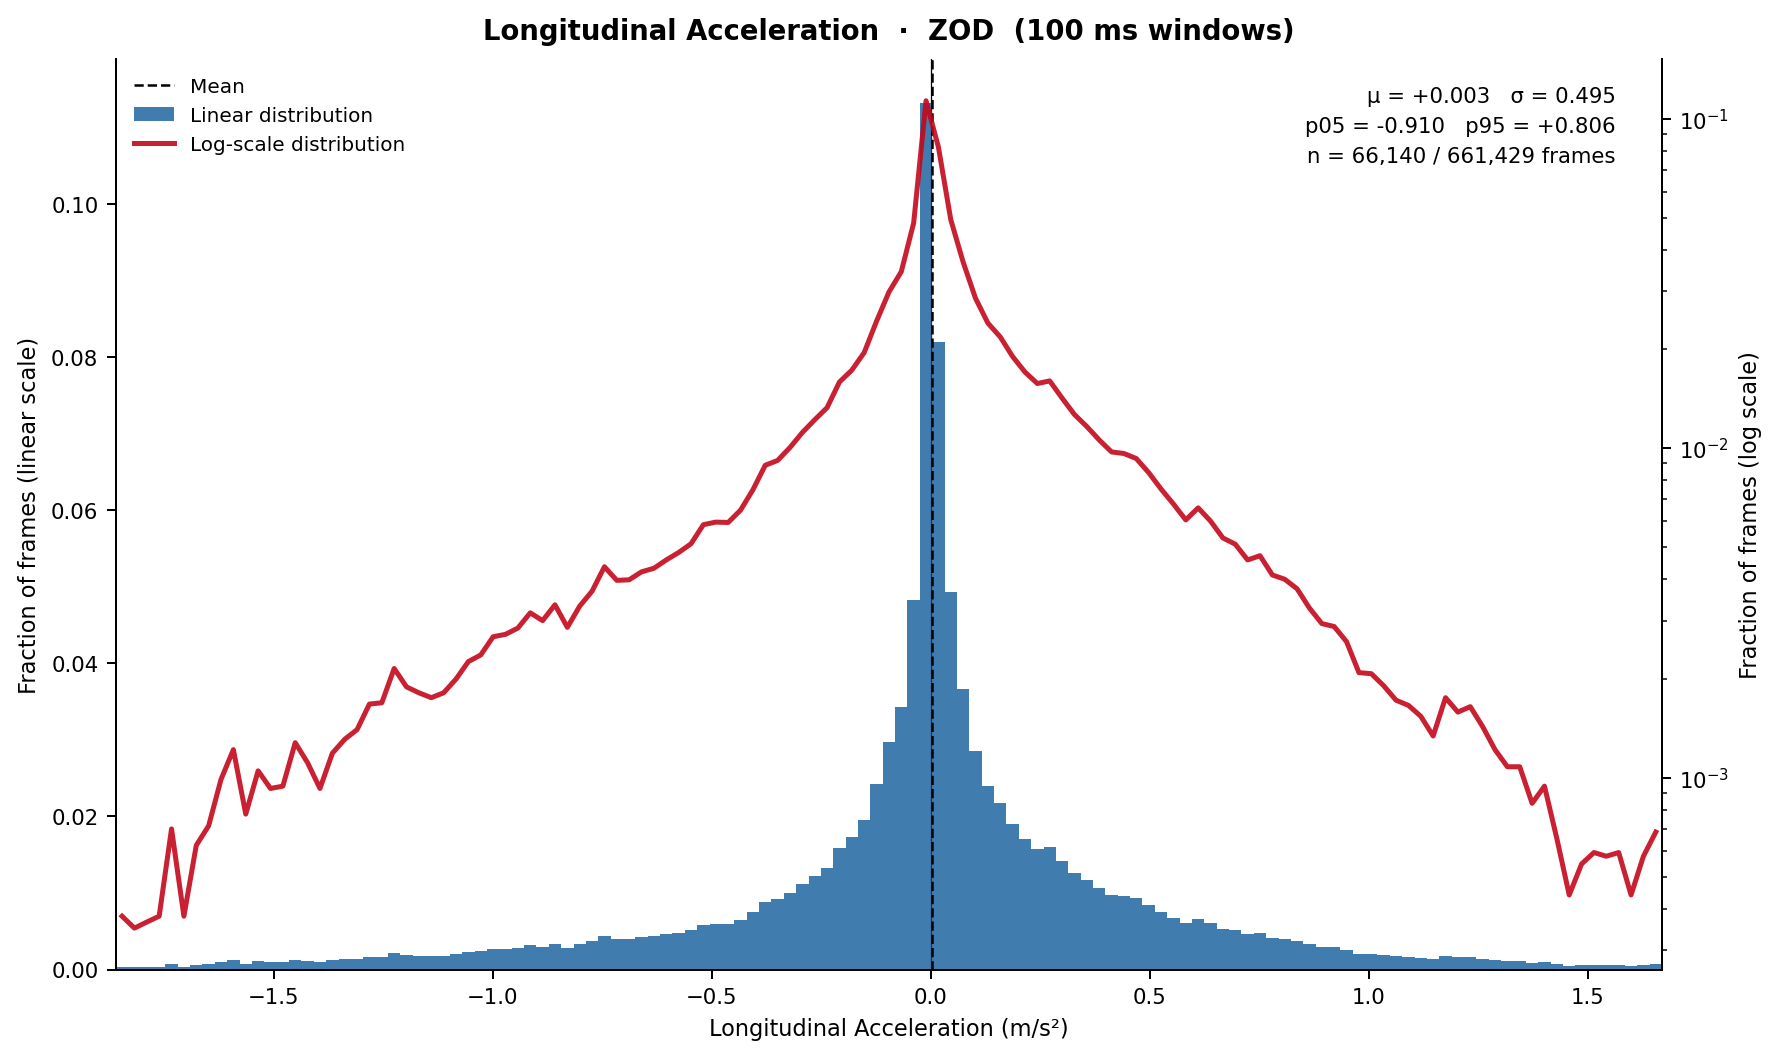 Longitudinal Acceleration · ZOD (100 ms windows)
Mean
Linear distribution
Log-scale distribution
μ = +0.003 σ = 0.495
p05 = -0.910 p95 = +0.806
n = 66,140 / 661,429 frames
Fraction of frames (linear scale)
0.10
0.08
0.06
0.04
0.02
0.00
10⁻¹
10⁻²
10⁻³
Fraction of frames (log scale)
−1.5 −1.0 −0.5 0.0 0.5 1.0 1.5
Longitudinal Acceleration (m/s²)